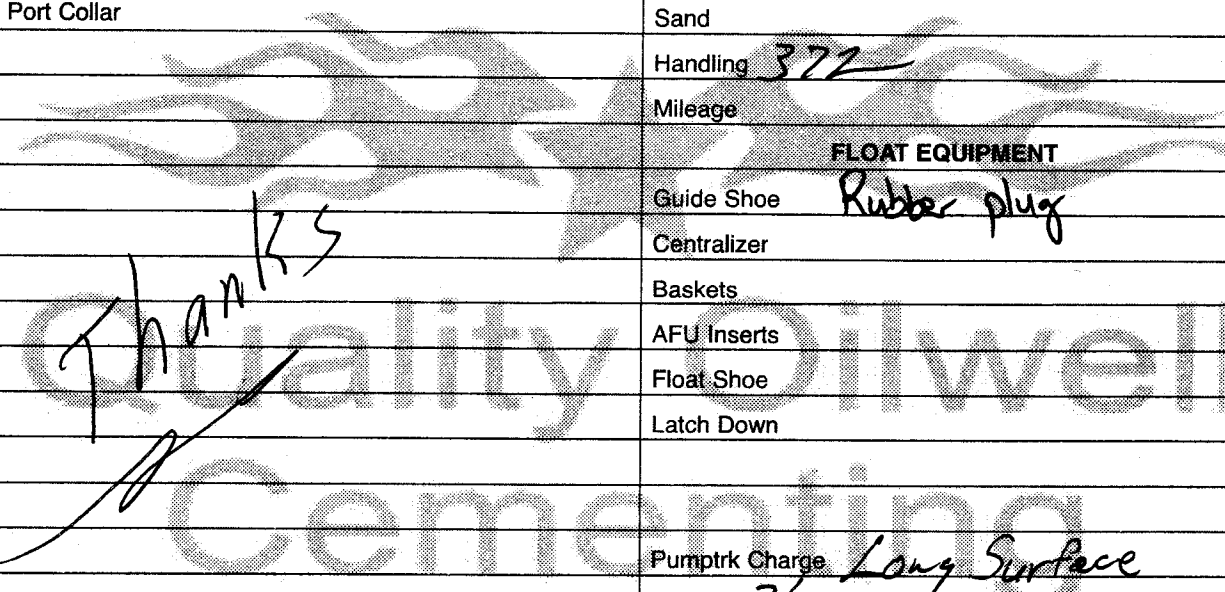 Port Collar
Sand
Handling 372
Mileage
FLOAT EQUIPMENT
Guide Shoe Rubber plug
Centralizer
Baskets
AFU Inserts
Float Shoe
Latch Down
Thanks
Quality Oilwell
Cementing
Pumptrk Charge Long Surface